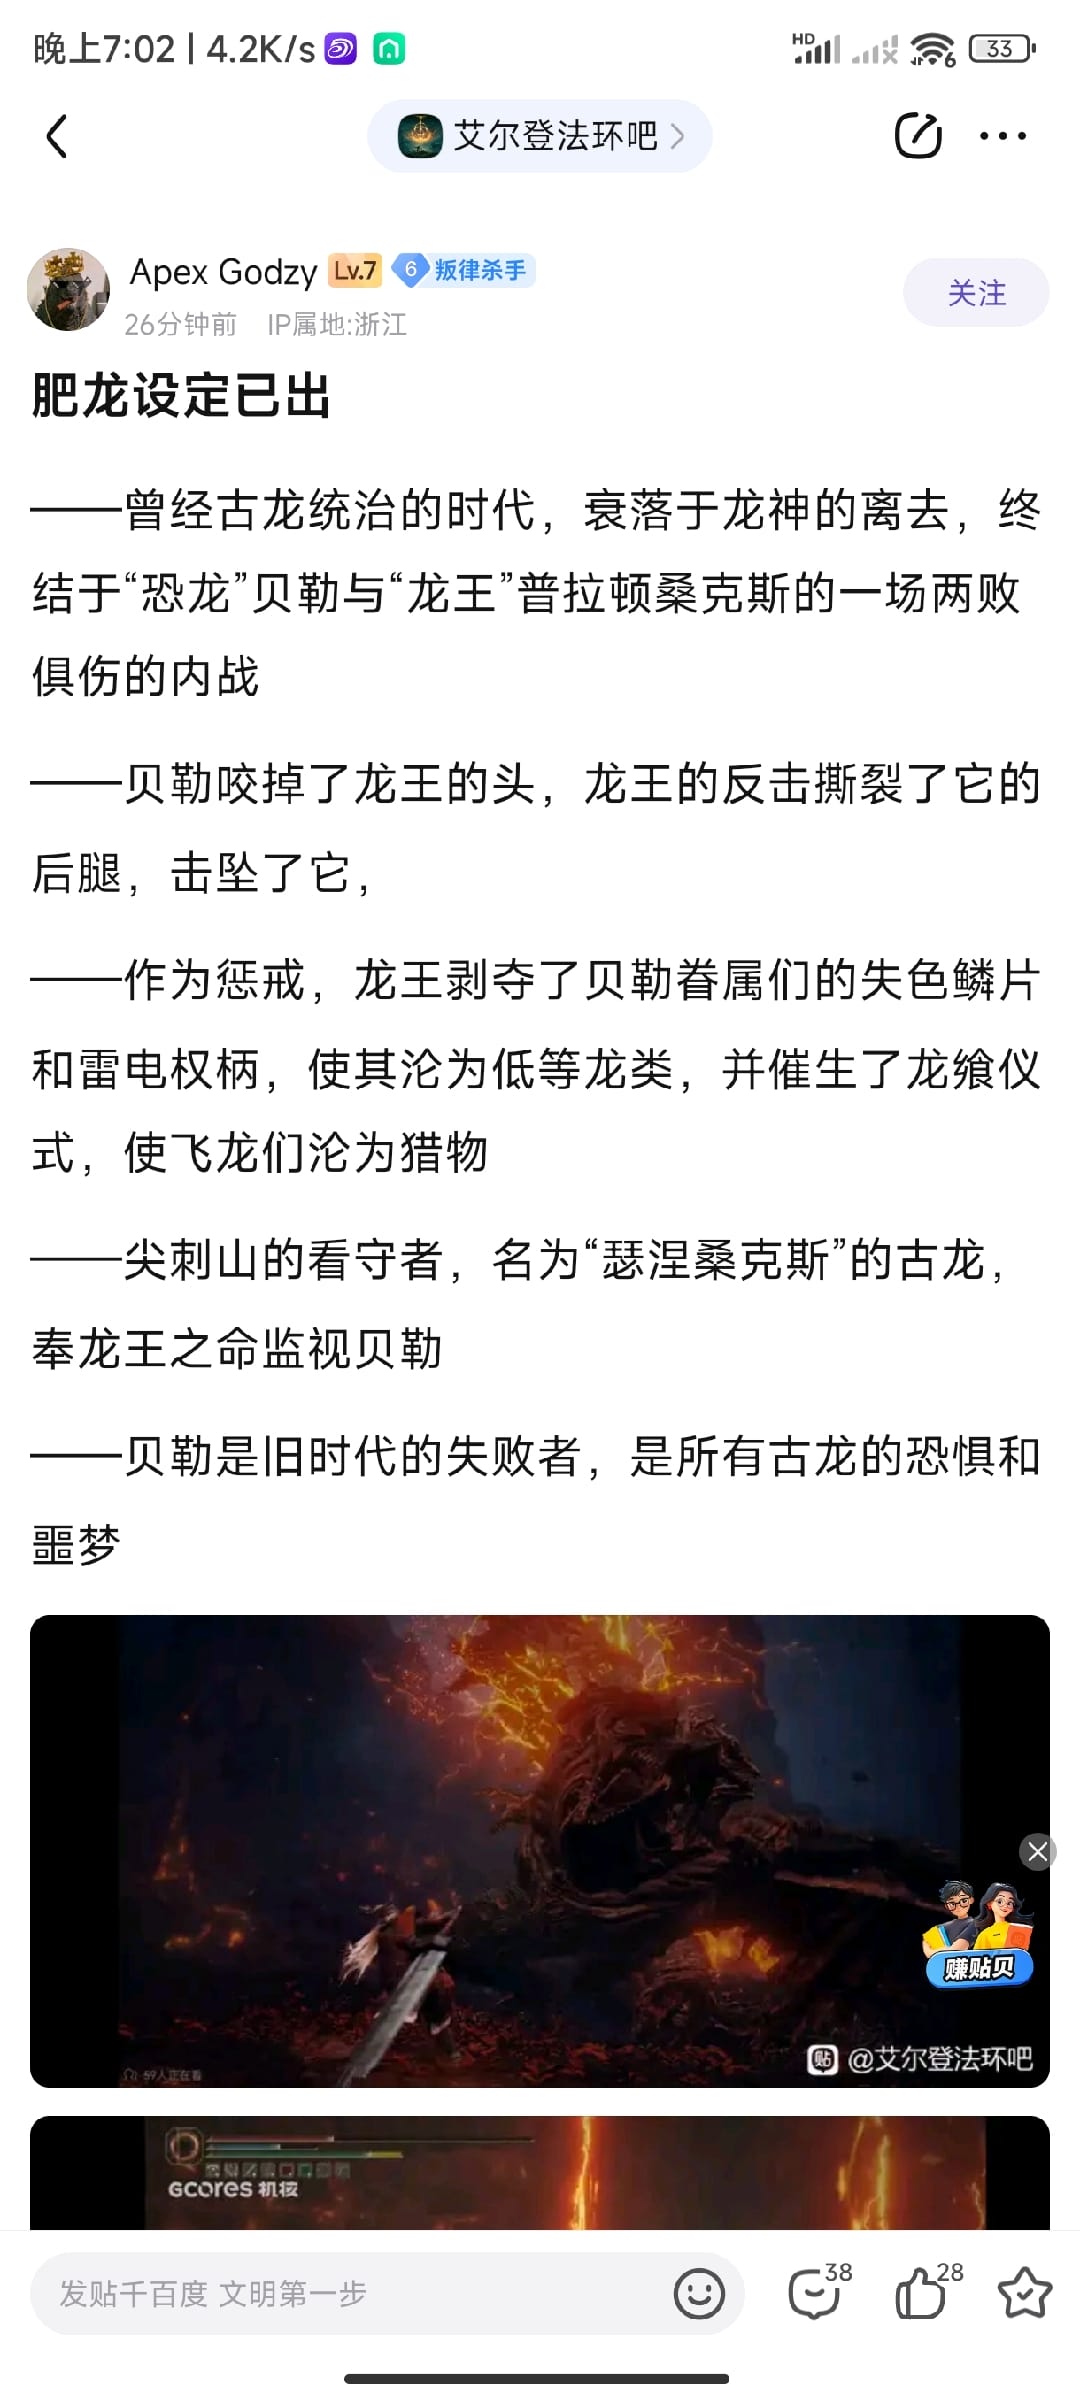 晚上7:02 | 4.2K/s
HD
6
33
艾尔登法环吧
Apex Godzy Lv.7 6 叛律杀手
关注
26分钟前 IP属地:浙江
肥龙设定已出
——曾经古龙统治的时代，衰落于龙神的离去，终
结于“恐龙”贝勒与“龙王”普拉顿桑克斯的一场两败
俱伤的内战
——贝勒咬掉了龙王的头，龙王的反击撕裂了它的
后腿，击坠了它，
——作为惩戒，龙王剥夺了贝勒眷属们的失色鳞片
和雷电权柄，使其沦为低等龙类，并催生了龙飨仪
式，使飞龙们沦为猎物
——尖刺山的看守者，名为“瑟涅桑克斯”的古龙，
奉龙王之命监视贝勒
——贝勒是旧时代的失败者，是所有古龙的恐惧和
噩梦
赚贴贝
59人正在看
贴 @艾尔登法环吧
GCORES 机核
发贴千百度 文明第一步
38
28